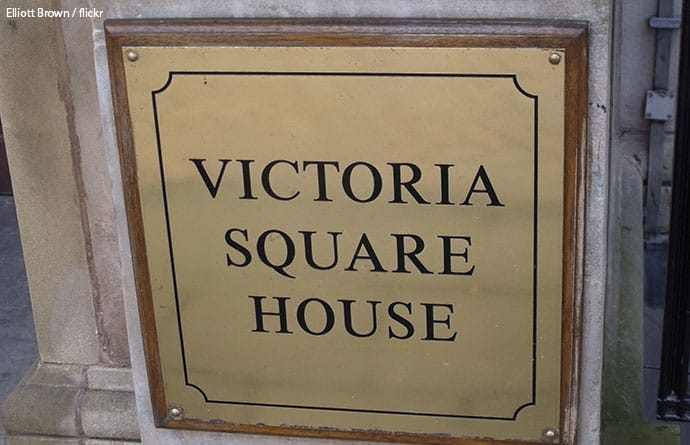 Elliott Brown / flickr
VICTORIA
SQUARE
HOUSE